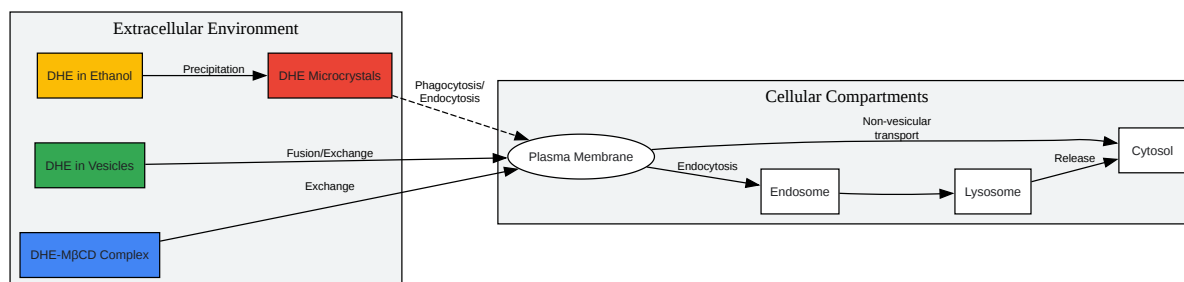 Extracellular Environment
DHE in Ethanol
Precipitation
DHE Microcrystals
Phagocytosis/
Endocytosis
DHE in Vesicles
Fusion/Exchange
Exchange
DHE-MβCD Complex
Cellular Compartments
Plasma Membrane
Non-vesicular
transport
Endocytosis
Endosome
Lysosome
Release
Cytosol